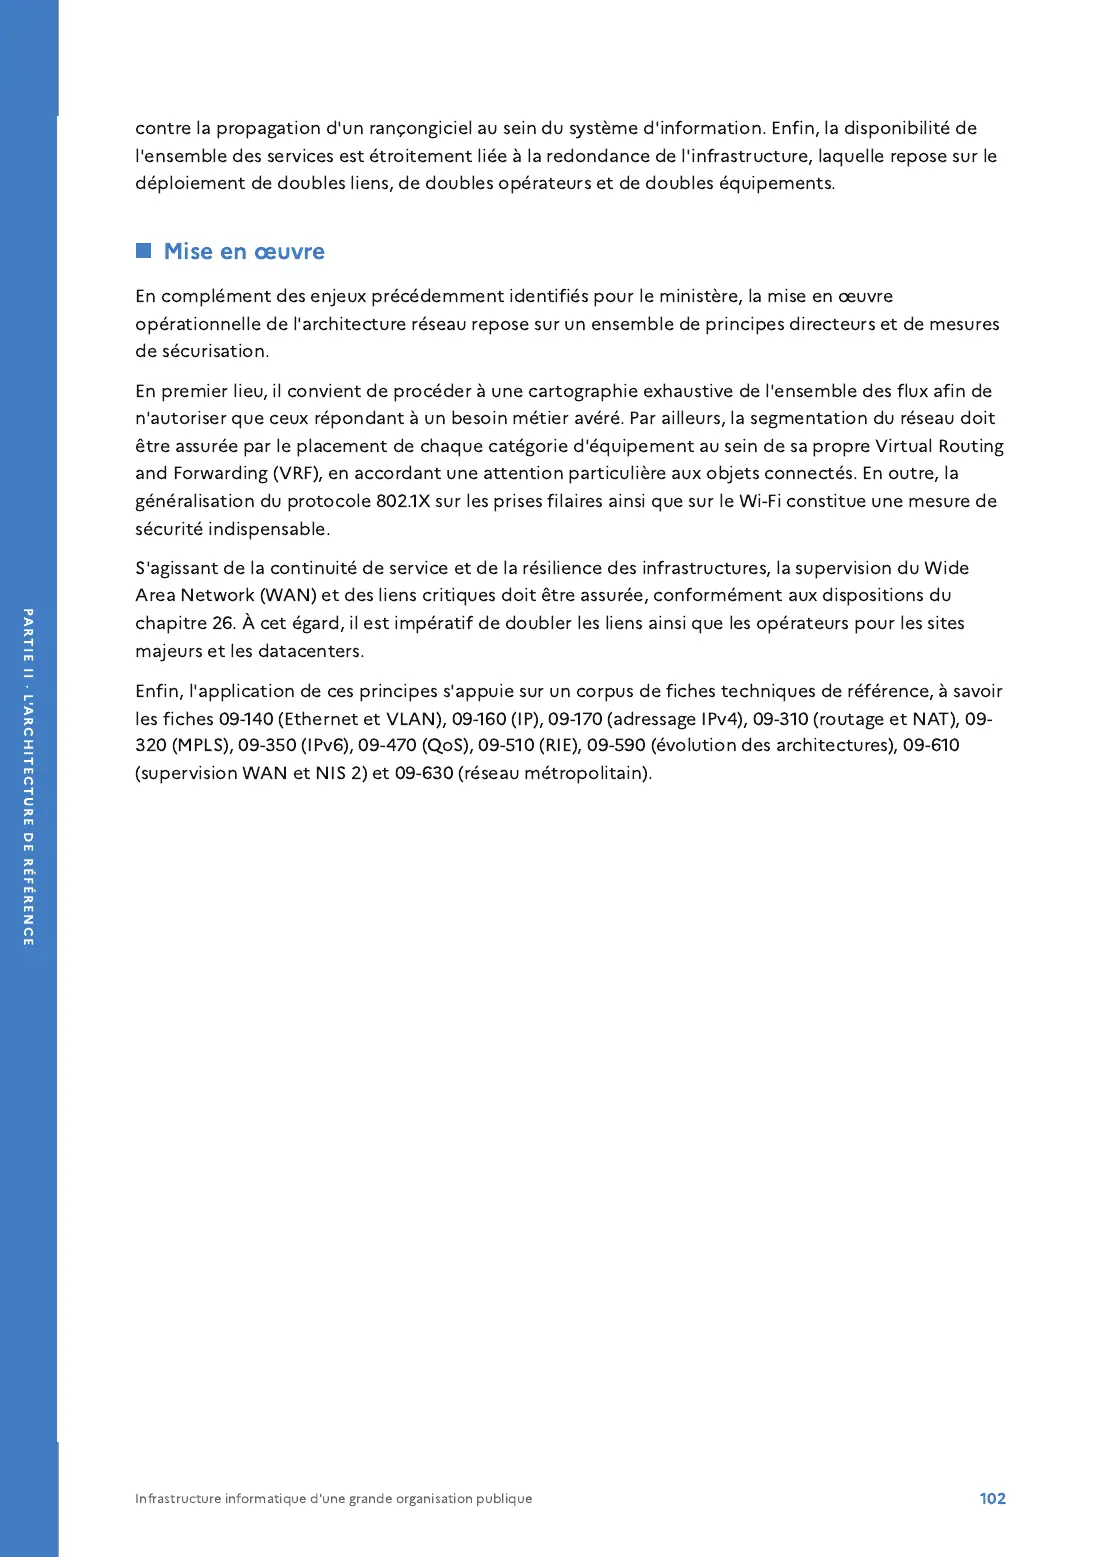 contre la propagation d'un rançongiciel au sein du système d'information. Enfin, la disponibilité de
l'ensemble des services est étroitement liée à la redondance de l'infrastructure, laquelle repose sur le
déploiement de doubles liens, de doubles opérateurs et de doubles équipements.
Mise en œuvre
En complément des enjeux précédemment identifiés pour le ministère, la mise en œuvre
opérationnelle de l'architecture réseau repose sur un ensemble de principes directeurs et de mesures
de sécurisation.
En premier lieu, il convient de procéder à une cartographie exhaustive de l'ensemble des flux afin de
n'autoriser que ceux répondant à un besoin métier avéré. Par ailleurs, la segmentation du réseau doit
être assurée par le placement de chaque catégorie d'équipement au sein de sa propre Virtual Routing
and Forwarding (VRF), en accordant une attention particulière aux objets connectés. En outre, la
généralisation du protocole 802.1X sur les prises filaires ainsi que sur le Wi-Fi constitue une mesure de
sécurité indispensable.
S'agissant de la continuité de service et de la résilience des infrastructures, la supervision du Wide
Area Network (WAN) et des liens critiques doit être assurée, conformément aux dispositions du
chapitre 26. À cet égard, il est impératif de doubler les liens ainsi que les opérateurs pour les sites
majeurs et les datacenters.
Enfin, l'application de ces principes s'appuie sur un corpus de fiches techniques de référence, à savoir
les fiches 09-140 (Ethernet et VLAN), 09-160 (IP), 09-170 (adressage IPv4), 09-310 (routage et NAT), 09-
320 (MPLS), 09-350 (IPv6), 09-470 (QoS), 09-510 (RIE), 09-590 (évolution des architectures), 09-610
(supervision WAN et NIS 2) et 09-630 (réseau métropolitain).
PARTIE II · L'ARCHITECTURE DE RÉFÉRENCE
Infrastructure informatique d'une grande organisation publique
102